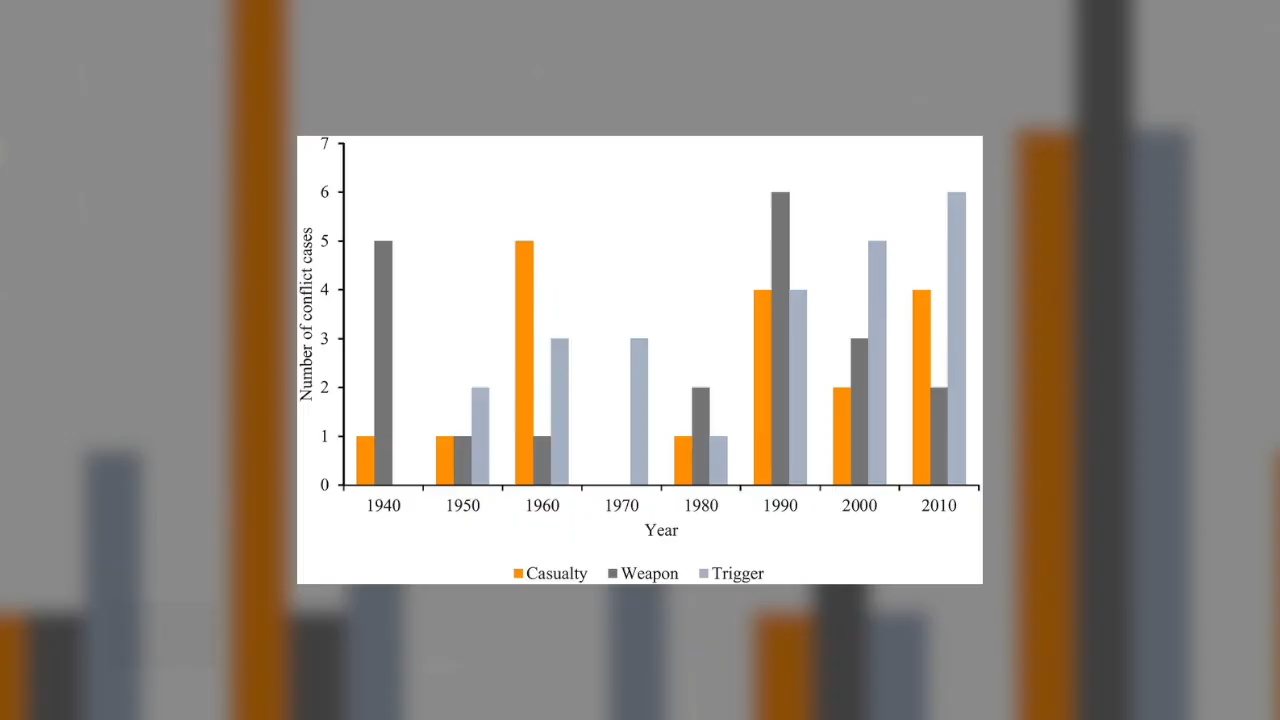 7
6
5
4
3
2
1
0
Number of conflict cases
1940 1950 1960 1970 1980 1990 2000 2010
Year
Casualty Weapon Trigger